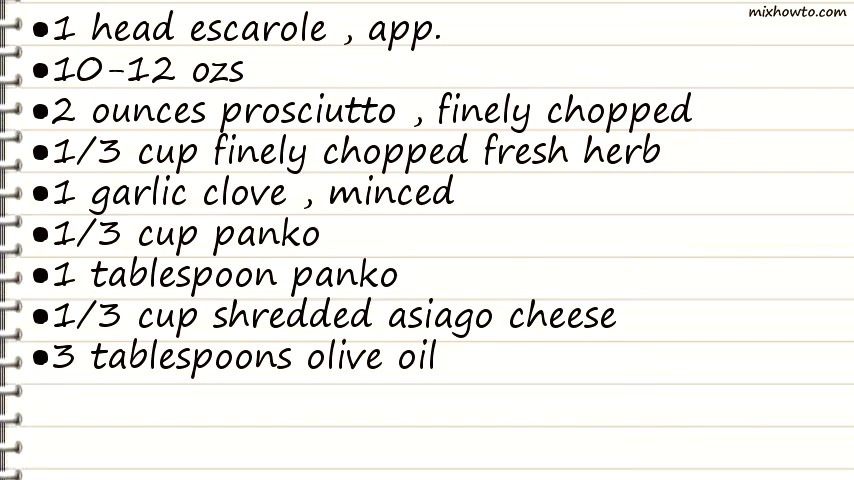 mixhowto.com
•1 head escarole , app.
•10-12 ozs
•2 ounces prosciutto , finely chopped
•1/3 cup finely chopped fresh herb
•1 garlic clove , minced
•1/3 cup panko
•1 tablespoon panko
•1/3 cup shredded asiago cheese
•3 tablespoons olive oil